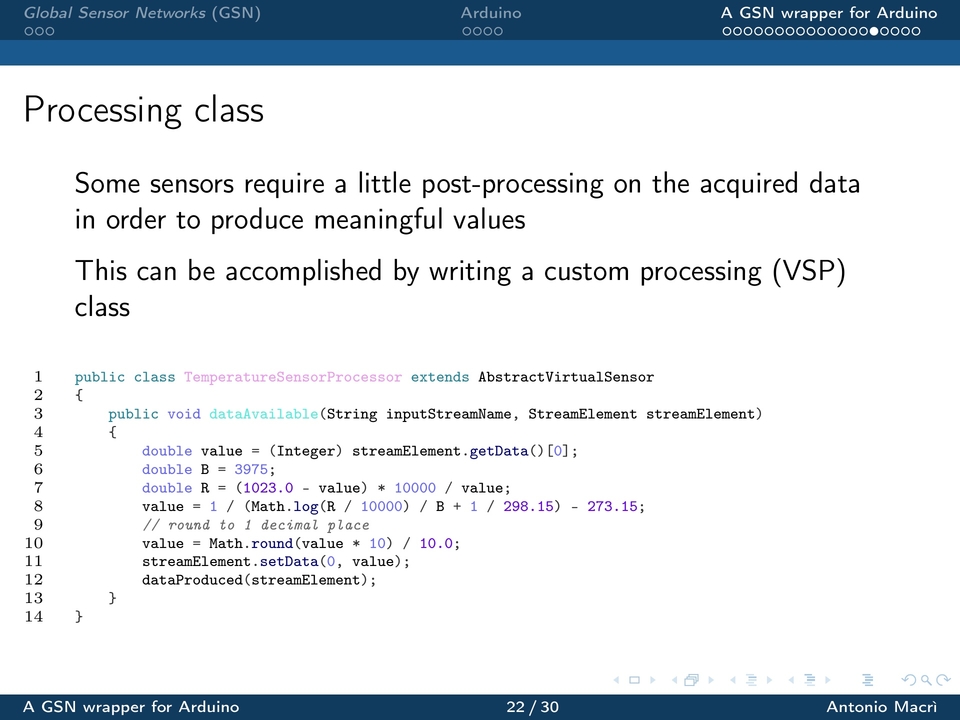 Global Sensor Networks (GSN) Arduino A GSN wrapper for Arduino
Processing class
Some sensors require a little post-processing on the acquired data
in order to produce meaningful values
This can be accomplished by writing a custom processing (VSP)
class
1 public class TemperatureSensorProcessor extends AbstractVirtualSensor
2 {
3 public void dataAvailable(String inputStreamName, StreamElement streamElement)
4 {
5 double value = (Integer) streamElement.getData()[0];
6 double B = 3975;
7 double R = (1023.0 - value) * 10000 / value;
8 value = 1 / (Math.log(R / 10000) / B + 1 / 298.15) - 273.15;
9 // round to 1 decimal place
10 value = Math.round(value * 10) / 10.0;
11 streamElement.setData(0, value);
12 dataProduced(streamElement);
13 }
14 }
A GSN wrapper for Arduino 22 / 30 Antonio Macrì